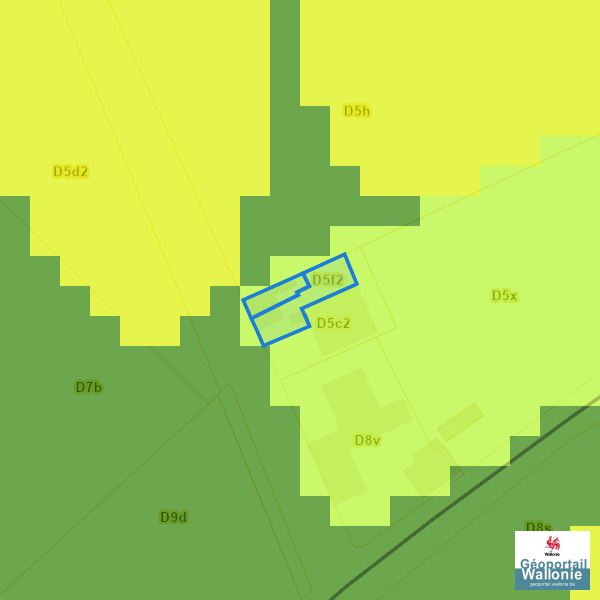 D5h
D5d2
D5f2
D5x
D5c2
D7b
D8v
D9d
D8s
Wallonie
Géoportail
Wallonie
geoportail.wallonie.be